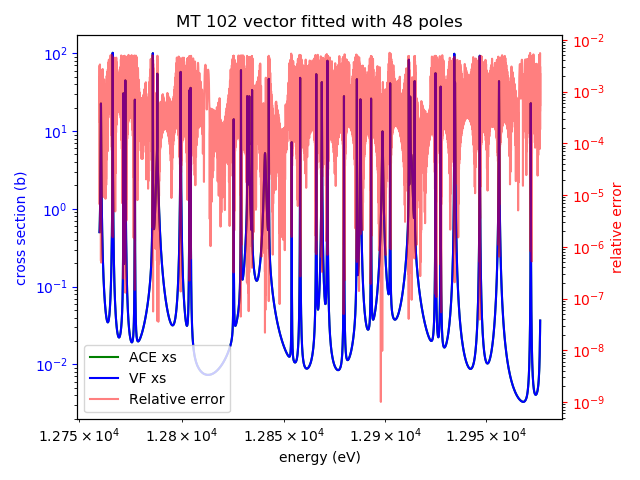 MT 102 vector fitted with 48 poles
10² 10⁻²
10⁻³
10¹
10⁻⁴
10⁰ 10⁻⁵
cross section (b)
relative error
10⁻⁶
10⁻¹
10⁻⁷
10⁻² 10⁻⁸
10⁻⁹
ACE xs
VF xs
Relative error
1.275 × 10⁴ 1.28 × 10⁴ 1.285 × 10⁴ 1.29 × 10⁴ 1.295 × 10⁴
energy (eV)